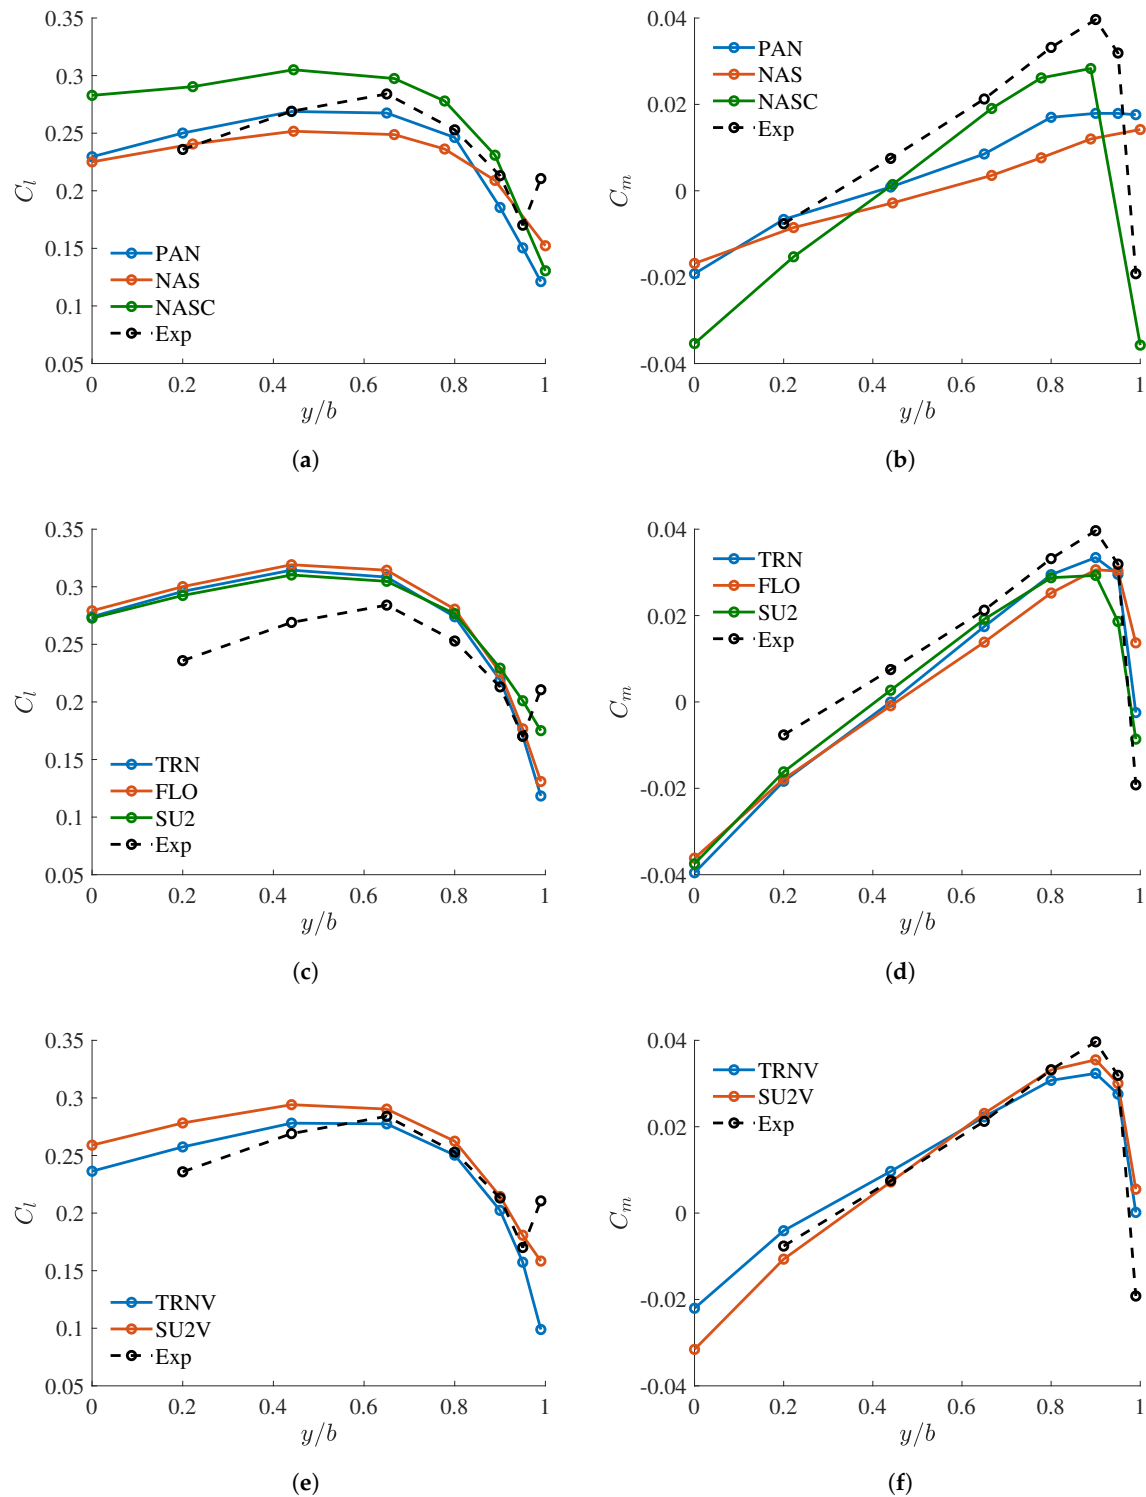 0.35
0.3
0.25
0.2
0.15
0.1
0.05
C_l
PAN
NAS
NASC
Exp
0 0.2 0.4 0.6 0.8 1
y/b
(a)
0.04
0.02
0
-0.02
-0.04
C_m
PAN
NAS
NASC
Exp
0 0.2 0.4 0.6 0.8 1
y/b
(b)
0.35
0.3
0.25
0.2
0.15
0.1
0.05
C_l
TRN
FLO
SU2
Exp
0 0.2 0.4 0.6 0.8 1
y/b
(c)
0.04
0.02
0
-0.02
-0.04
C_m
TRN
FLO
SU2
Exp
0 0.2 0.4 0.6 0.8 1
y/b
(d)
0.35
0.3
0.25
0.2
0.15
0.1
0.05
C_l
TRNV
SU2V
Exp
0 0.2 0.4 0.6 0.8 1
y/b
(e)
0.04
0.02
0
-0.02
-0.04
C_m
TRNV
SU2V
Exp
0 0.2 0.4 0.6 0.8 1
y/b
(f)